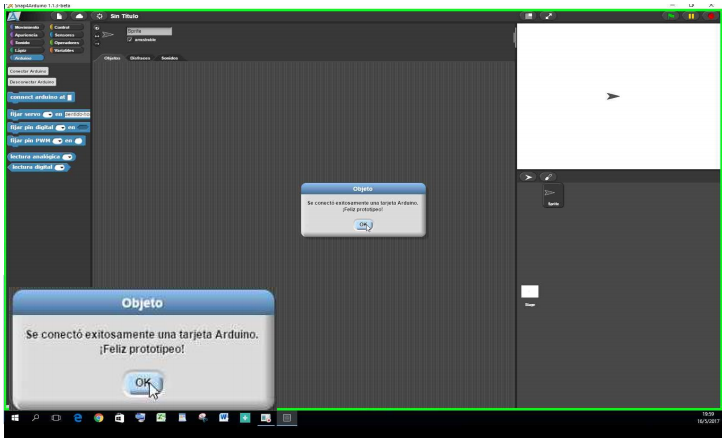 Snap4Arduino 1.1.3-beta
Sin Título
Movimiento
Control
Apariencia
Sensores
Sonido
Operadores
Lápiz
Variables
Arduino
Sprite
arrastrable
Objetos
Disfraces
Sonidos
Conectar Arduino
Desconectar Arduino
connect arduino at
fijar servo en
fijar pin digital en
fijar pin PWM en
lectura analógica
lectura digital
Objeto
Se conectó exitosamente una tarjeta Arduino.
¡Feliz prototipeo!
OK
Sprite
Stage
Objeto
Se conectó exitosamente una tarjeta Arduino.
¡Feliz prototipeo!
OK
19:59
16/5/2017